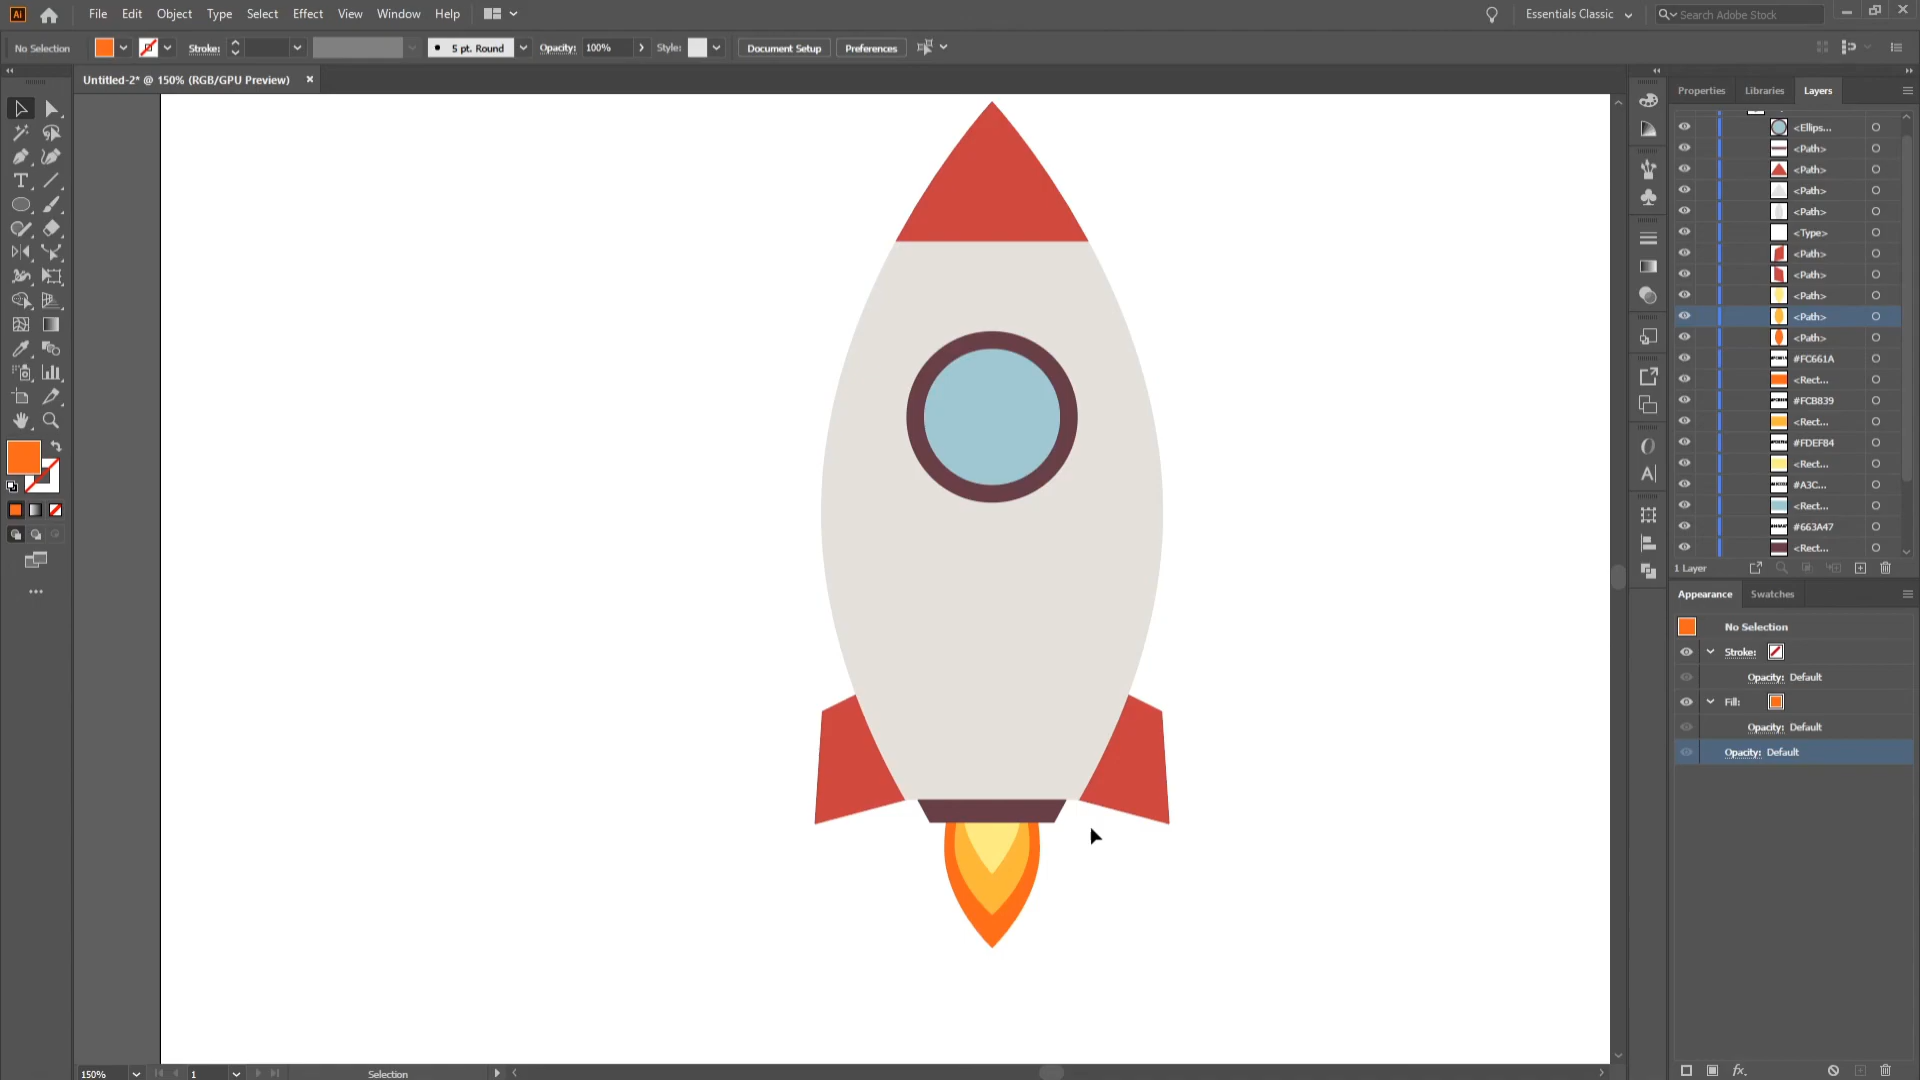 Ai File Edit Object Type Select Effect View Window Help Essentials Classic Search Adobe Stock
No Selection Stroke: 5 pt. Round Opacity: 100% Style: Document Setup Preferences
Untitled-2* @ 150% (RGB/GPU Preview)
Properties Libraries Layers
<Ellips...
<Path>
<Path>
<Path>
<Path>
<Type>
<Path>
<Path>
<Path>
<Path>
<Path>
#FC661A
<Rect...
#FCB839
<Rect...
#FDEF84
<Rect...
#A3C...
<Rect...
#663A47
<Rect...
1 Layer
Appearance Swatches
No Selection
Stroke:
Opacity: Default
Fill:
Opacity: Default
Opacity: Default
fx.
150% 1 Selection